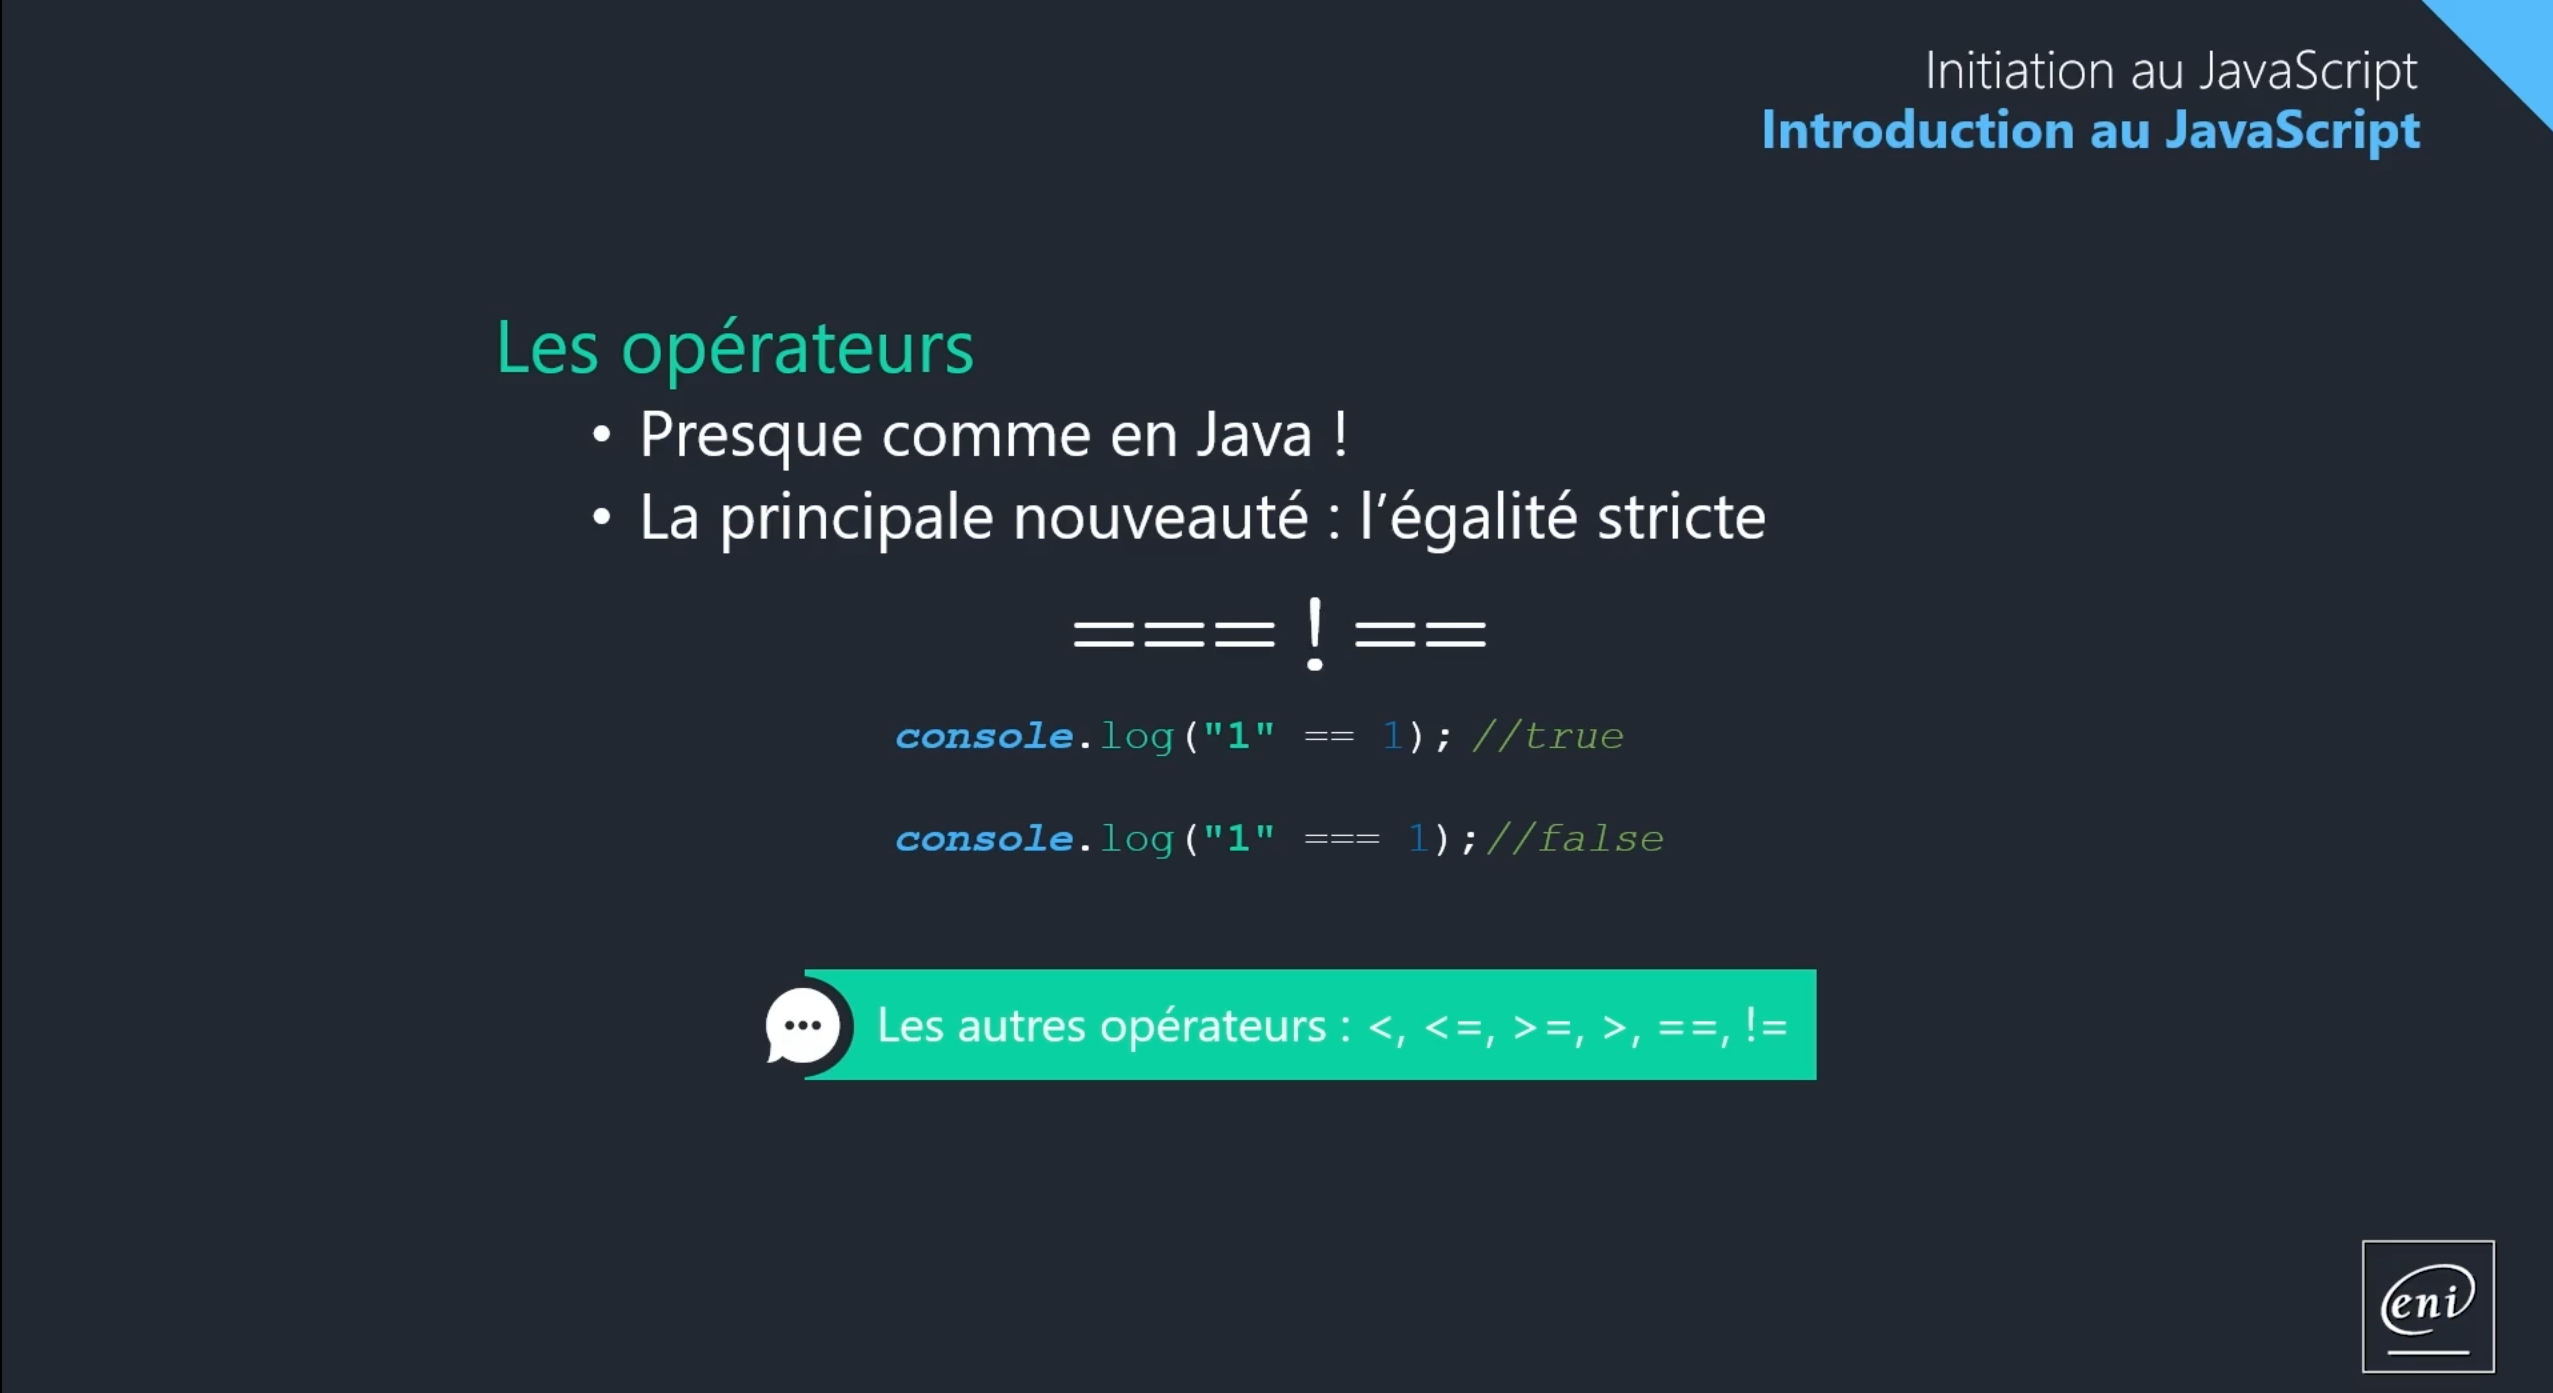 Initiation au JavaScript
Introduction au JavaScript
Les opérateurs
• Presque comme en Java !
• La principale nouveauté : l’égalité stricte
===!==
console.log("1" == 1); //true
console.log("1" === 1);//false
Les autres opérateurs : <, <=, >=, >, ==, !=
eni